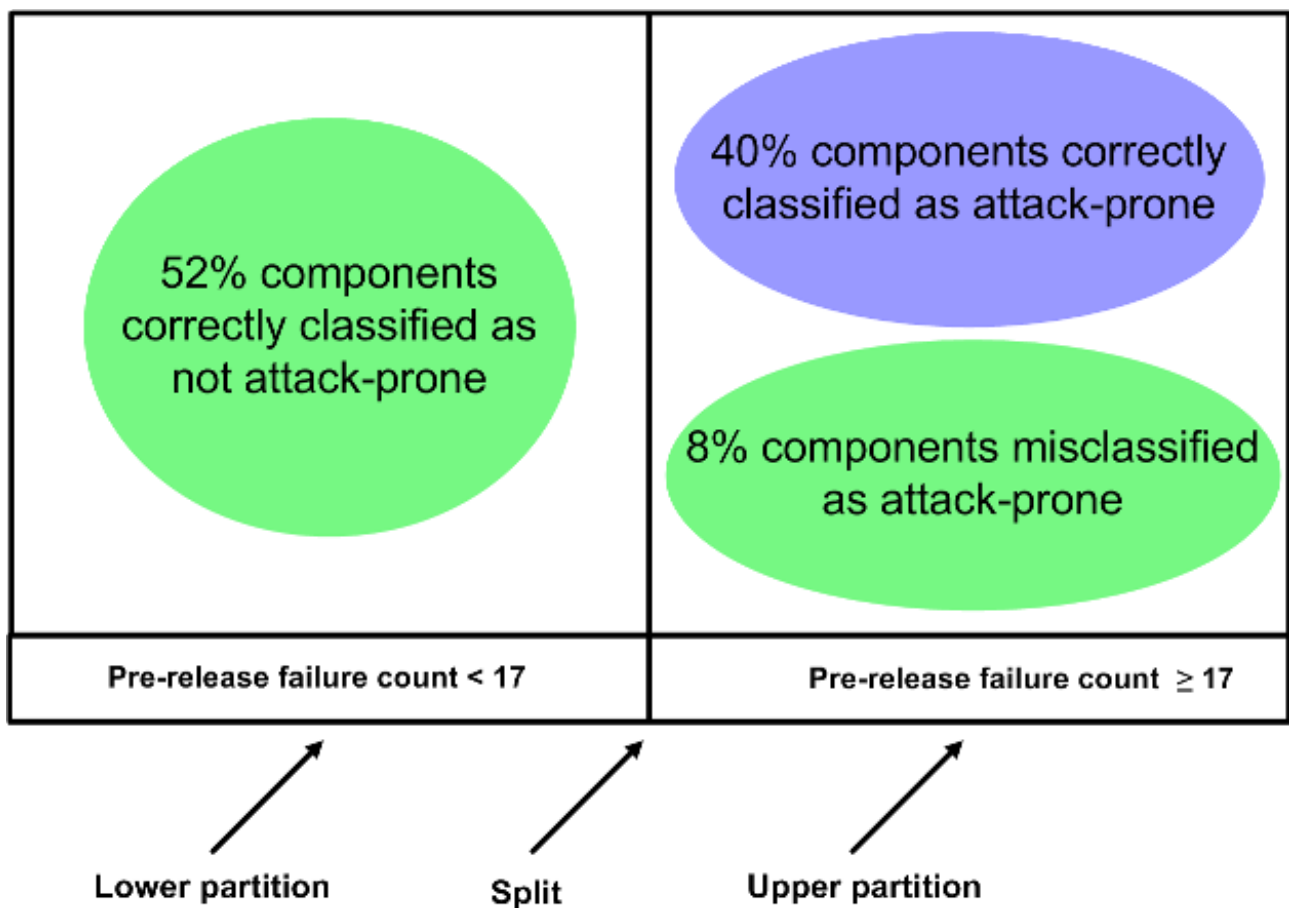 52% components
correctly classified as
not attack-prone
40% components correctly
classified as attack-prone
8% components misclassified
as attack-prone
Pre-release failure count < 17
Pre-release failure count ≥ 17
Lower partition
Split
Upper partition